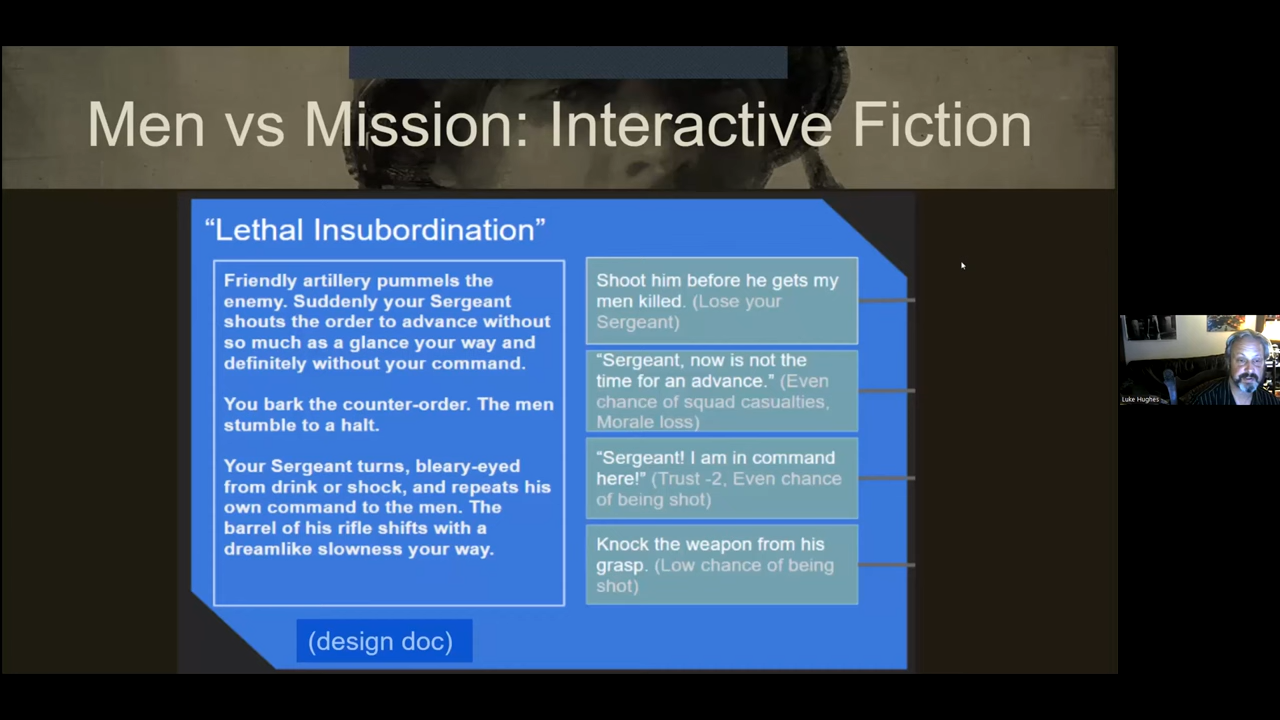 Men vs Mission: Interactive Fiction
“Lethal Insubordination”
Friendly artillery pummels the
enemy. Suddenly your Sergeant
shouts the order to advance without
so much as a glance your way and
definitely without your command.
You bark the counter-order. The men
stumble to a halt.
Your Sergeant turns, bleary-eyed
from drink or shock, and repeats his
own command to the men. The
barrel of his rifle shifts with a
dreamlike slowness your way.
Shoot him before he gets my
men killed. (Lose your
Sergeant)
“Sergeant, now is not the
time for an advance.” (Even
chance of squad casualties,
Morale loss)
“Sergeant! I am in command
here!” (Trust -2, Even chance
of being shot)
Knock the weapon from his
grasp. (Low chance of being
shot)
(design doc)
Luke Hughes